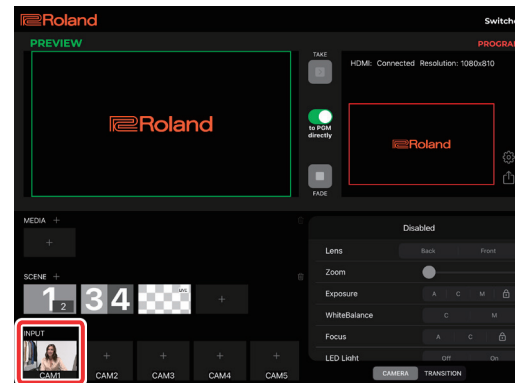 Roland
Switche
PREVIEW
PROGRAM
TAKE
HDMI: Connected Resolution: 1080x810
Roland
to PGM
directly
Roland
FADE
MEDIA +
+
Disabled
Lens Back Front
SCENE +
Zoom
1 2 3 4 LIVE +
Exposure A C M
WhiteBalance C M
INPUT
Focus A C
+ + + +
LED Light Off On
CAM1 CAM2 CAM3 CAM4 CAM5
CAMERA TRANSITION